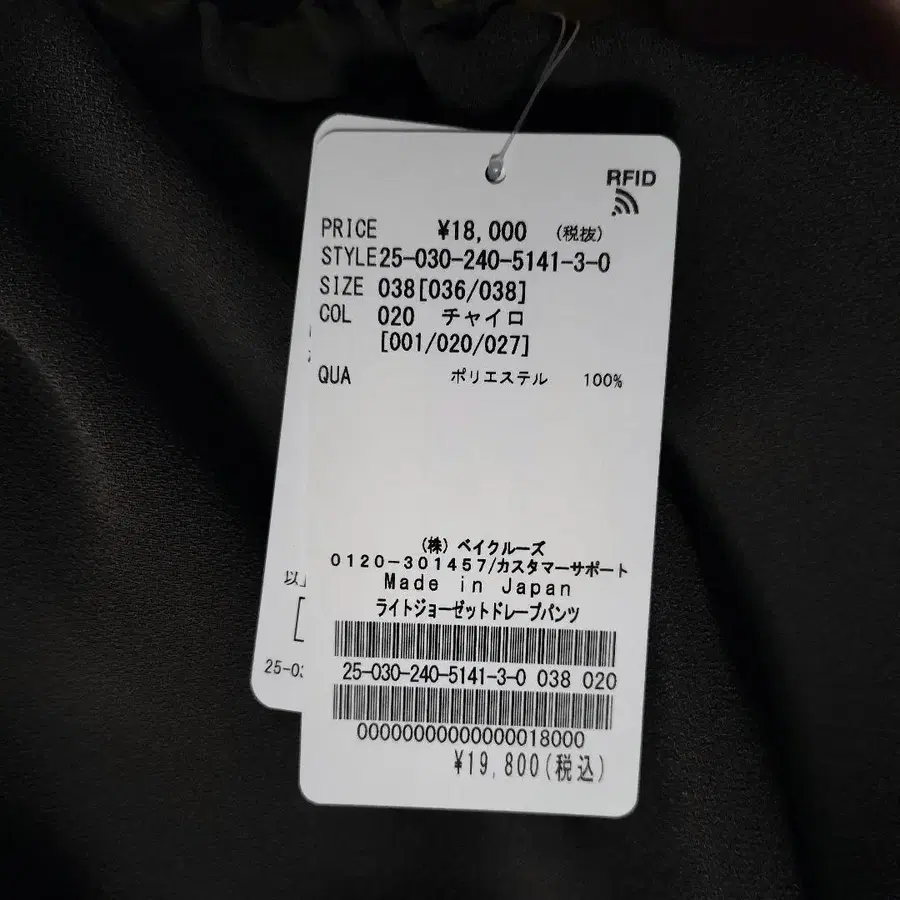 RFID
PRICE ¥18,000 (税抜)
STYLE25-030-240-5141-3-0
SIZE 038[036/038]
COL 020 チャイロ
[001/020/027]
QUA ポリエステル 100%
(株) ベイクルーズ
0120-301457/カスタマーサポート
Made in Japan
ライトジョーゼットドレープパンツ
25-030-240-5141-3-0 038 020
00000000000000018000
¥19,800(税込)
以
25-03